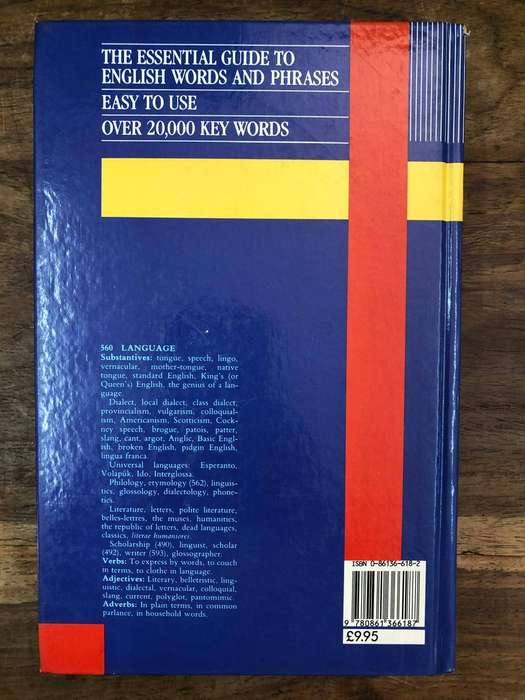 THE ESSENTIAL GUIDE TO
ENGLISH WORDS AND PHRASES
EASY TO USE
OVER 20,000 KEY WORDS
560 LANGUAGE
Substantives: tongue, speech, lingo,
vernacular, mother-tongue, native
tongue, standard English, King's (or
Queen's) English, the genius of a lan-
guage.
Dialect, local dialect, class dialect,
provincialism, vulgarism, colloquial-
ism, Americanism, Scotticism, Cock-
ney speech, brogue, patois, patter,
slang, cant, argot, Anglic, Basic Engl-
ish, broken English, pidgin English,
lingua franca.
Universal languages: Esperanto,
Volapük, Ido, Interglossa.
Philology, etymology (562), linguis-
tics, glossology, dialectology, phone-
tics.
Literature, letters, polite literature,
belles-lettres, the muses, humanities,
the republic of letters, dead languages,
classics, literae humaniores.
Scholarship (490), linguist, scholar
(492), writer (593), glossographer.
Verbs: To express by words, to couch
in terms, to clothe in language.
Adjectives: Literary, belletristic, ling-
uistic, dialectal, vernacular, colloquial,
slang, current, polyglot, pantomimic.
Adverbs: In plain terms, in common
parlance, in household words.
ISBN 0-86136-618-2
9 780861 366187
£9.95